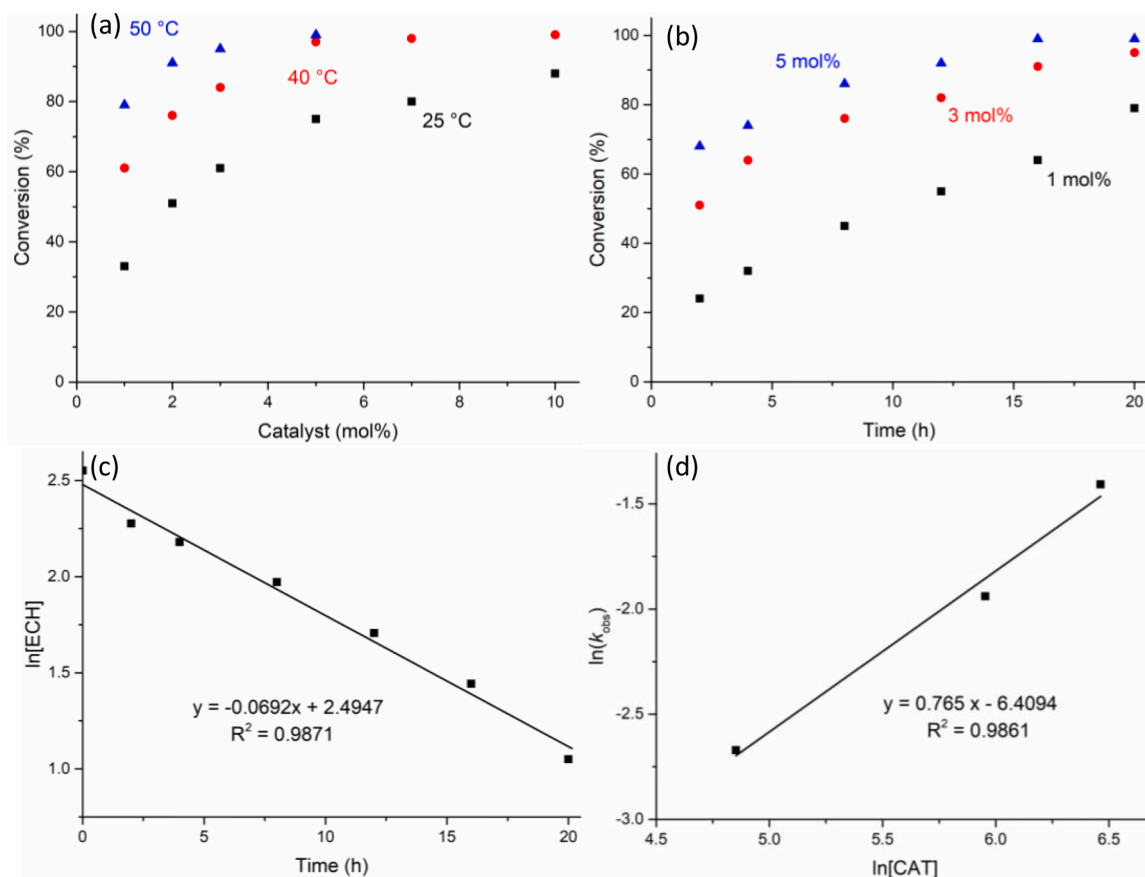 (a)
50 °C
40 °C
25 °C
100
80
60
40
20
0
Conversion (%)
0 2 4 6 8 10
Catalyst (mol%)
(b)
5 mol%
3 mol%
1 mol%
100
80
60
40
20
0
Conversion (%)
0 5 10 15 20
Time (h)
(c)
2.5
2.0
1.5
1.0
ln[ECH]
y = -0.0692x + 2.4947
R² = 0.9871
0 5 10 15 20
Time (h)
(d)
-1.5
-2.0
-2.5
-3.0
ln(kobs)
y = 0.765 x - 6.4094
R² = 0.9861
4.5 5.0 5.5 6.0 6.5
ln[CAT]